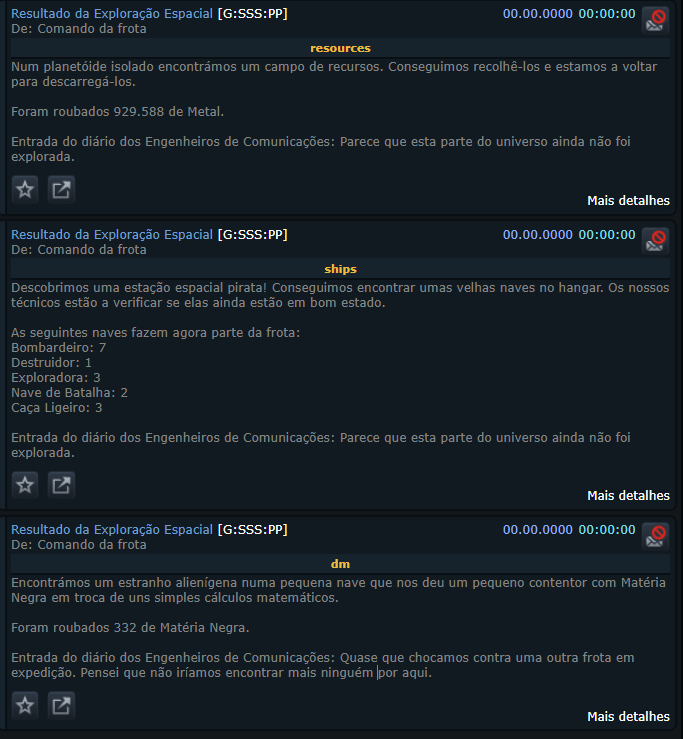 Resultado da Exploração Espacial [G:SSS:PP] 00.00.0000 00:00:00
De: Comando da frota
resources
Num planetóide isolado encontrámos um campo de recursos. Conseguimos recolhê-los e estamos a voltar
para descarregá-los.
Foram roubados 929.588 de Metal.
Entrada do diário dos Engenheiros de Comunicações: Parece que esta parte do universo ainda não foi
explorada.
Mais detalhes
Resultado da Exploração Espacial [G:SSS:PP] 00.00.0000 00:00:00
De: Comando da frota
ships
Descobrimos uma estação espacial pirata! Conseguimos encontrar umas velhas naves no hangar. Os nossos
técnicos estão a verificar se elas ainda estão em bom estado.
As seguintes naves fazem agora parte da frota:
Bombardeiro: 7
Destruidor: 1
Exploradora: 3
Nave de Batalha: 2
Caça Ligeiro: 3
Entrada do diário dos Engenheiros de Comunicações: Parece que esta parte do universo ainda não foi
explorada.
Mais detalhes
Resultado da Exploração Espacial [G:SSS:PP] 00.00.0000 00:00:00
De: Comando da frota
dm
Encontrámos um estranho alienígena numa pequena nave que nos deu um pequeno contentor com Matéria
Negra em troca de uns simples cálculos matemáticos.
Foram roubados 332 de Matéria Negra.
Entrada do diário dos Engenheiros de Comunicações: Quase que chocamos contra uma outra frota em
expedição. Pensei que não iríamos encontrar mais ninguém por aqui.
Mais detalhes